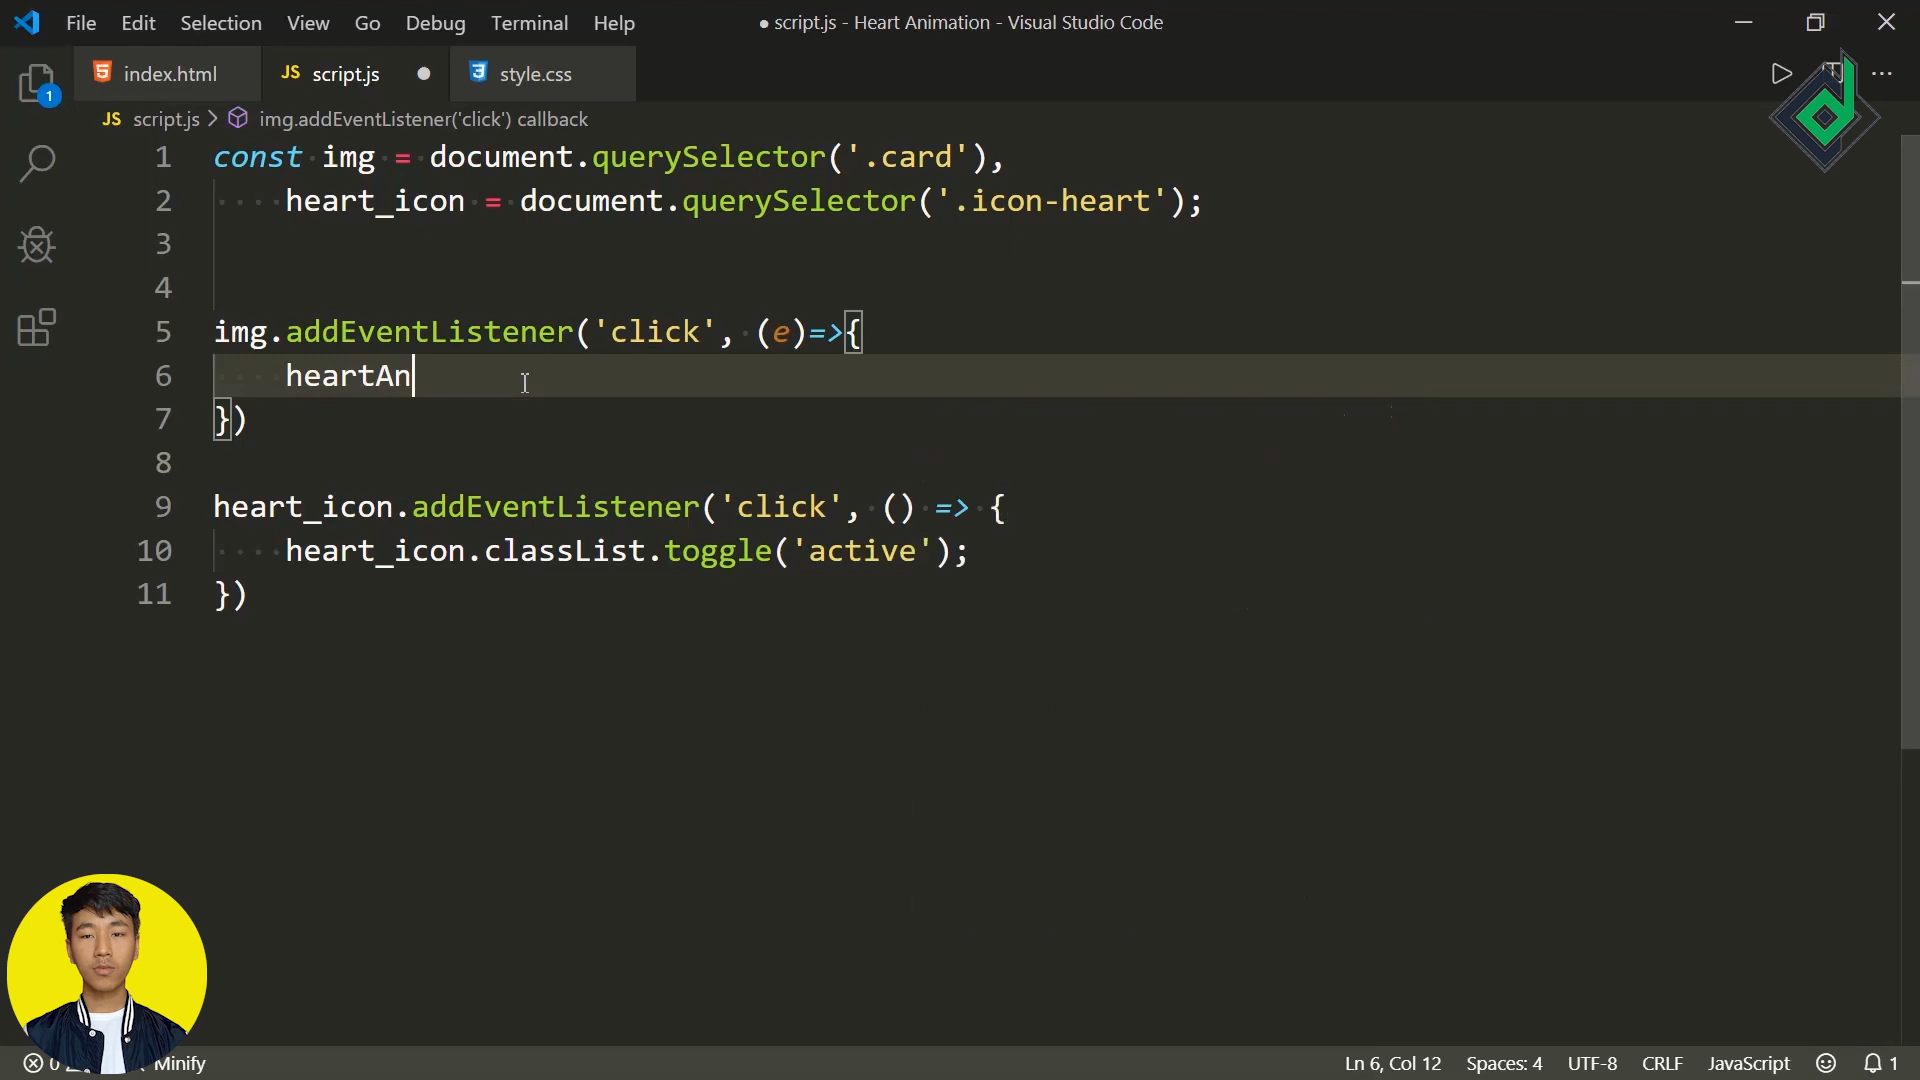 File Edit Selection View Go Debug Terminal Help
● script.js - Heart Animation - Visual Studio Code
index.html
JS script.js ●
style.css
1
JS script.js > img.addEventListener('click') callback
1 const img = document.querySelector('.card'),
2 heart_icon = document.querySelector('.icon-heart');
3
4
5 img.addEventListener('click', (e)=>{
6 heartAn
7 })
8
9 heart_icon.addEventListener('click', () => {
10 heart_icon.classList.toggle('active');
11 })
0
Minify
Ln 6, Col 12 Spaces: 4 UTF-8 CRLF JavaScript 1